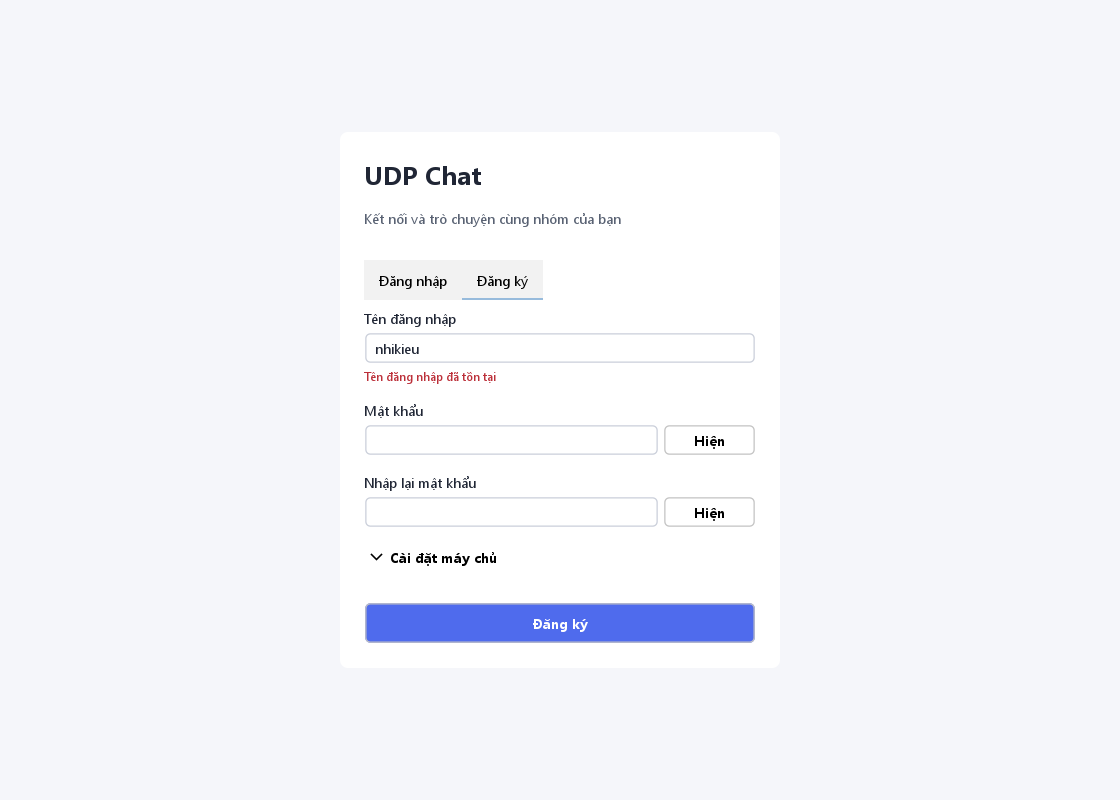 UDP Chat
Kết nối và trò chuyện cùng nhóm của bạn
Đăng nhập Đăng ký
Tên đăng nhập
nhikieu
Tên đăng nhập đã tồn tại
Mật khẩu
Hiện
Nhập lại mật khẩu
Hiện
Cài đặt máy chủ
Đăng ký